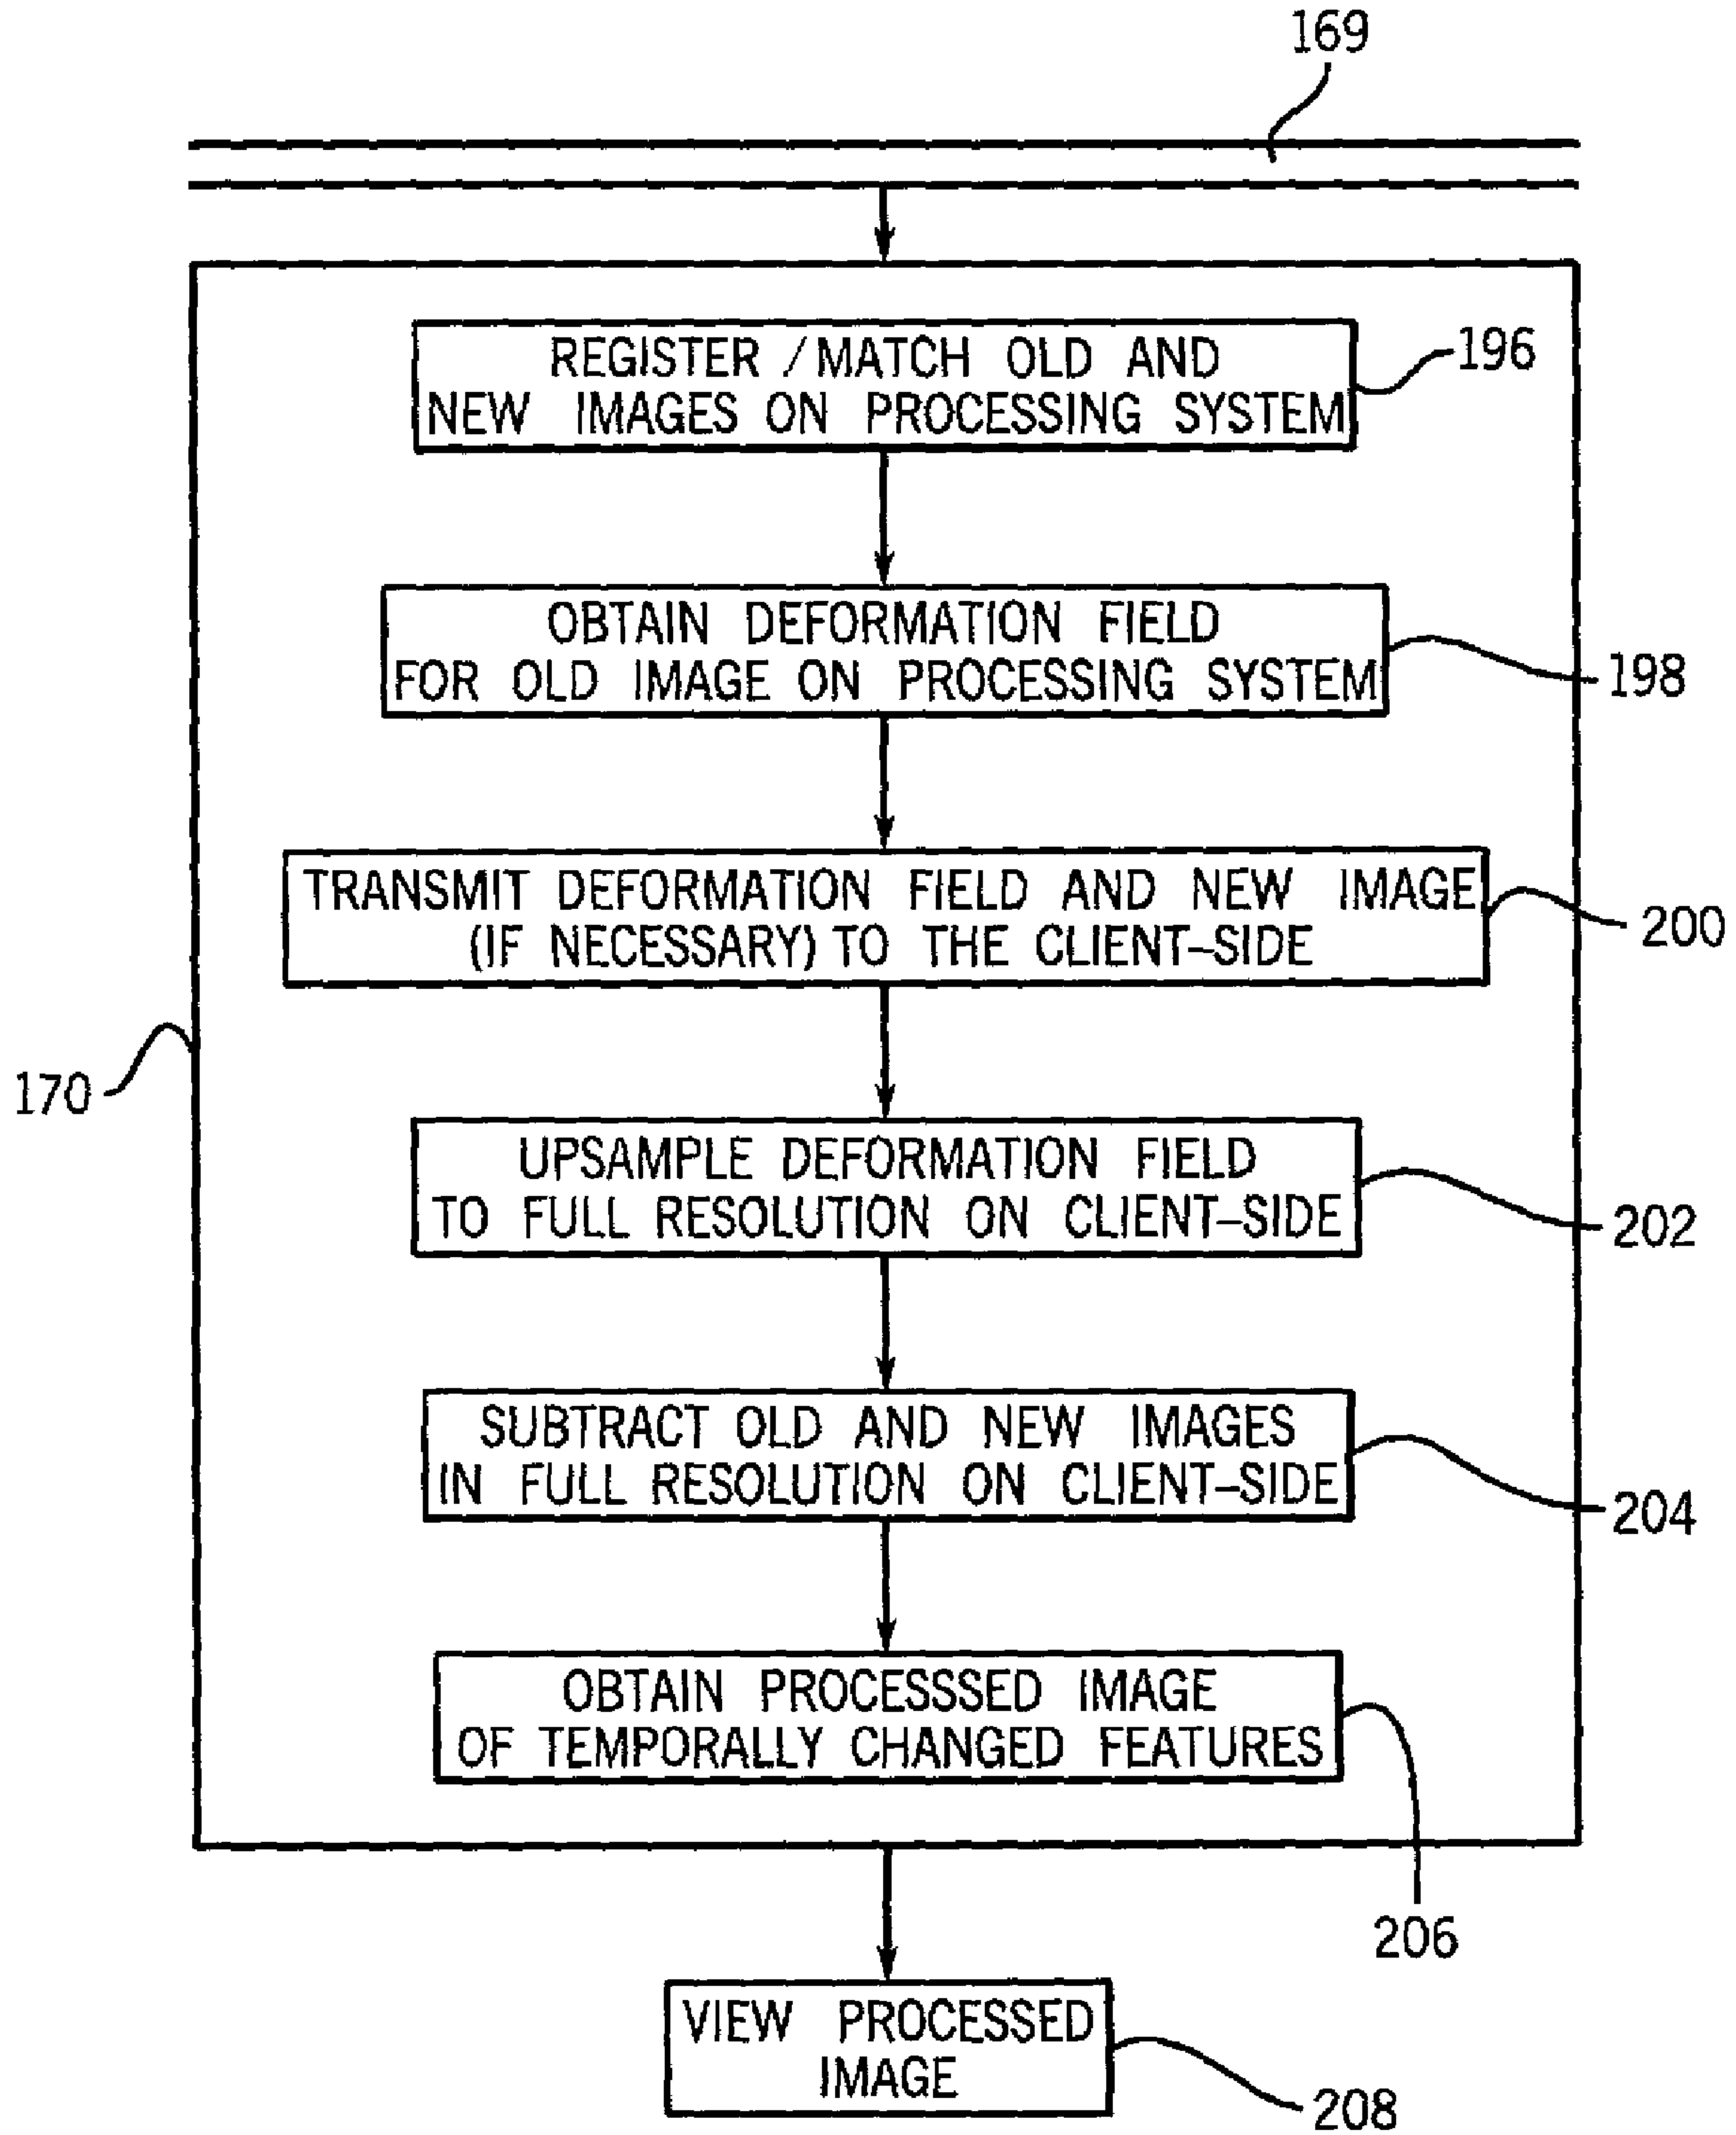 169
REGISTER / MATCH OLD AND
NEW IMAGES ON PROCESSING SYSTEM
196
OBTAIN DEFORMATION FIELD
FOR OLD IMAGE ON PROCESSING SYSTEM
198
TRANSMIT DEFORMATION FIELD AND NEW IMAGE
(IF NECESSARY) TO THE CLIENT-SIDE
200
170
UPSAMPLE DEFORMATION FIELD
TO FULL RESOLUTION ON CLIENT-SIDE
202
SUBTRACT OLD AND NEW IMAGES
IN FULL RESOLUTION ON CLIENT-SIDE
204
OBTAIN PROCESSSED IMAGE
OF TEMPORALLY CHANGED FEATURES
206
VIEW PROCESSED
IMAGE
208